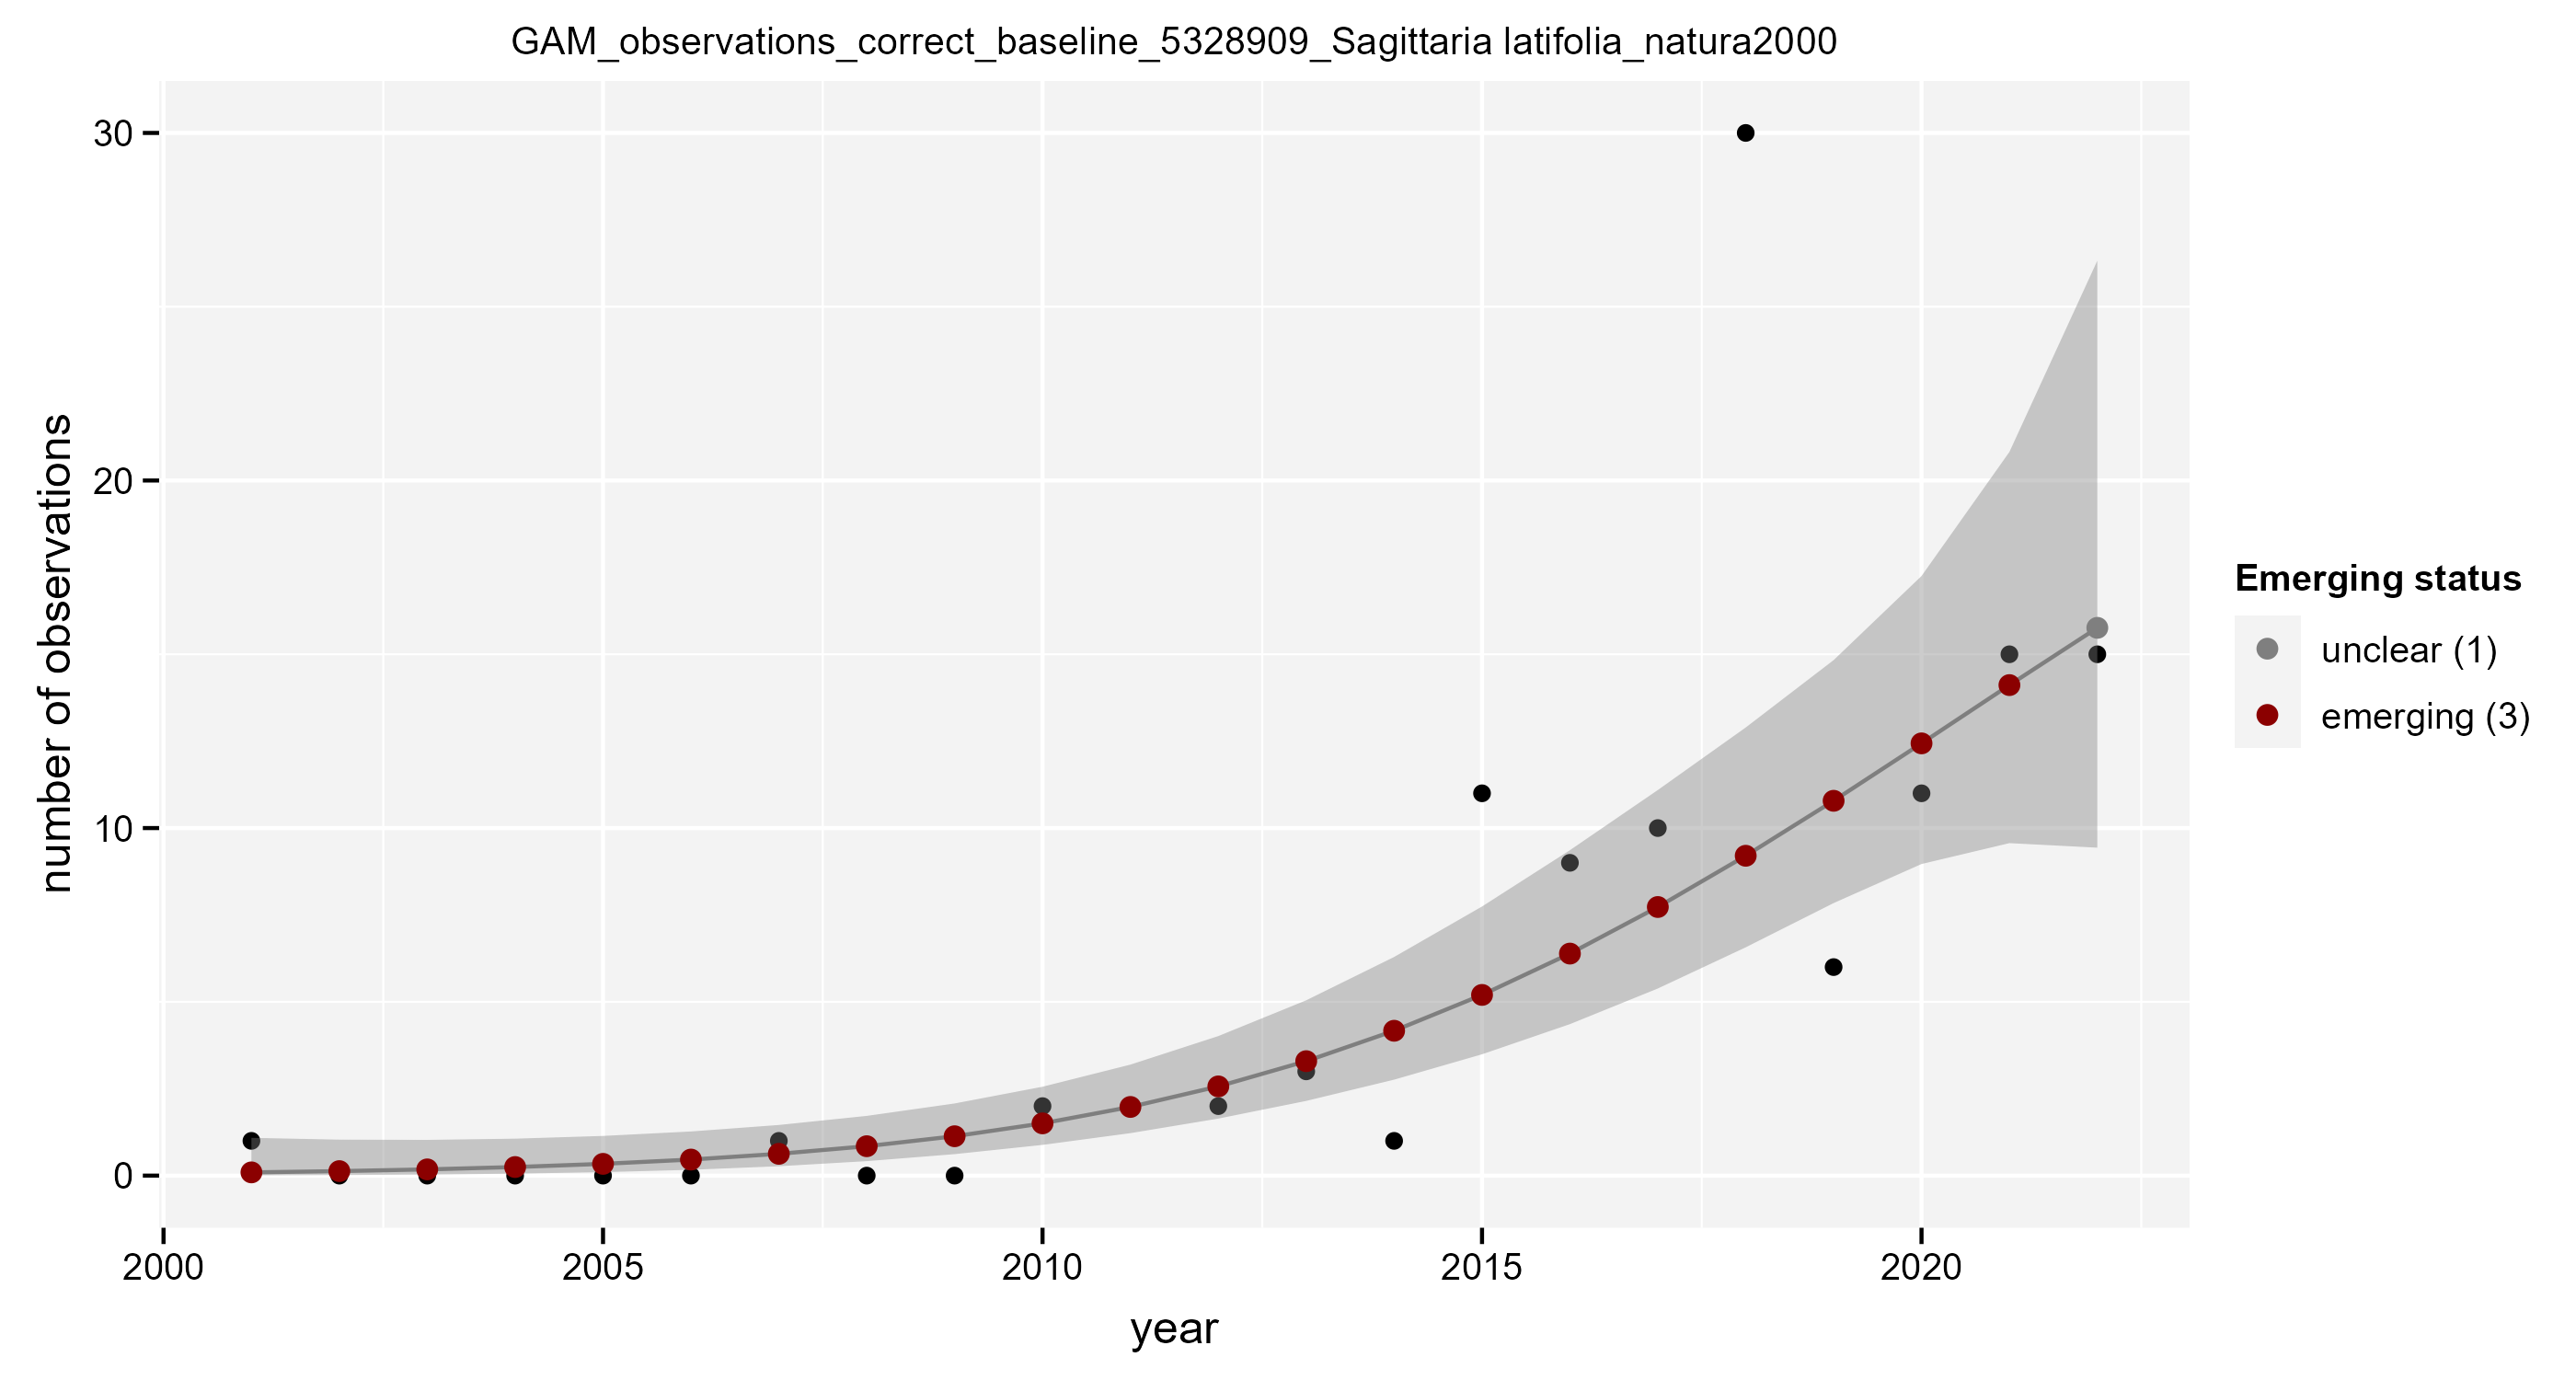 GAM_observations_correct_baseline_5328909_Sagittaria latifolia_natura2000
number of observations
30
20
10
0
2000 2005 2010 2015 2020
year
Emerging status
unclear (1)
emerging (3)